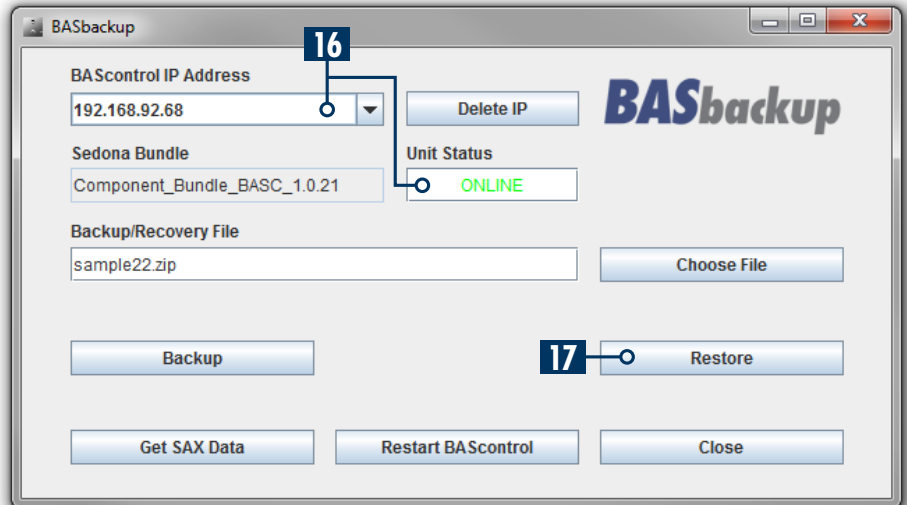 BASbackup
16
BAScontrol IP Address
192.168.92.68
Delete IP
BASbackup
Sedona Bundle
Unit Status
Component_Bundle_BASC_1.0.21
ONLINE
Backup/Recovery File
sample22.zip
Choose File
Backup
17
Restore
Get SAX Data
Restart BAScontrol
Close